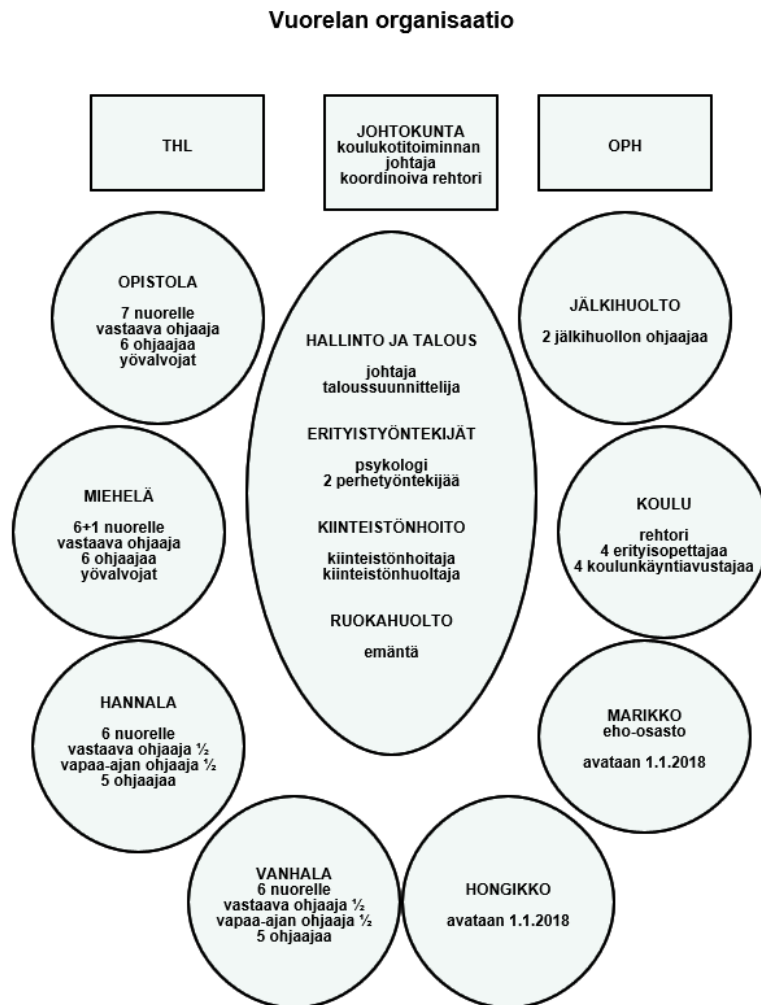 Vuorelan organisaatio
THL
JOHTOKUNTA
koulukotitoiminnan
johtaja
koordinoiva rehtori
OPH
OPISTOLA
7 nuorelle
vastaava ohjaaja
6 ohjaajaa
yövalvojat
HALLINTO JA TALOUS
johtaja
taloussuunnittelija
ERITYISTYÖNTEKIJÄT
psykologi
2 perhetyöntekijää
KIINTEISTÖNHOITO
kiinteistönhoitaja
kiinteistönhuoltaja
RUOKAHUOLTO
emäntä
JÄLKIHUOLTO
2 jälkihuollon ohjaajaa
MIEHELÄ
6+1 nuorelle
vastaava ohjaaja
6 ohjaajaa
yövalvojat
KOULU
rehtori
4 erityisopettajaa
4 koulunkäyntiavustajaa
HANNALA
6 nuorelle
vastaava ohjaaja ½
vapaa-ajan ohjaaja ½
5 ohjaajaa
MARIKKO
eho-osasto
avataan 1.1.2018
VANHALA
6 nuorelle
vastaava ohjaaja ½
vapaa-ajan ohjaaja ½
5 ohjaajaa
HONGIKKO
avataan 1.1.2018